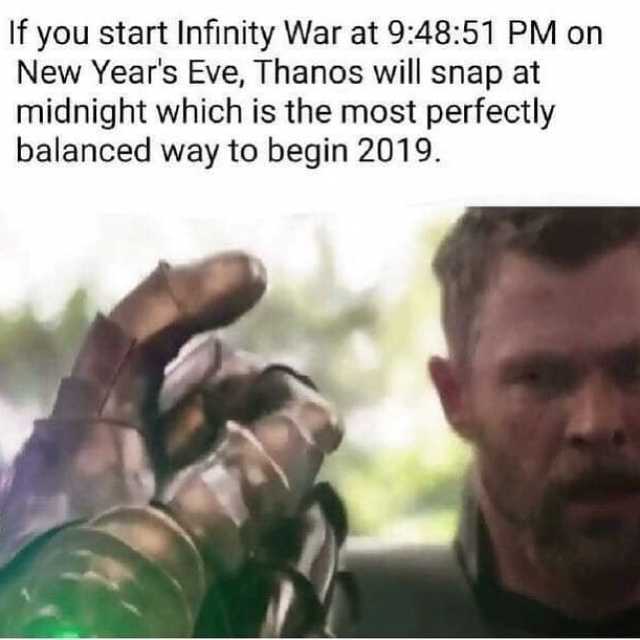 If you start Infinity War at 9:48:51 PM on
New Year's Eve, Thanos will snap at
midnight which is the most perfectly
balanced way to begin 2019.